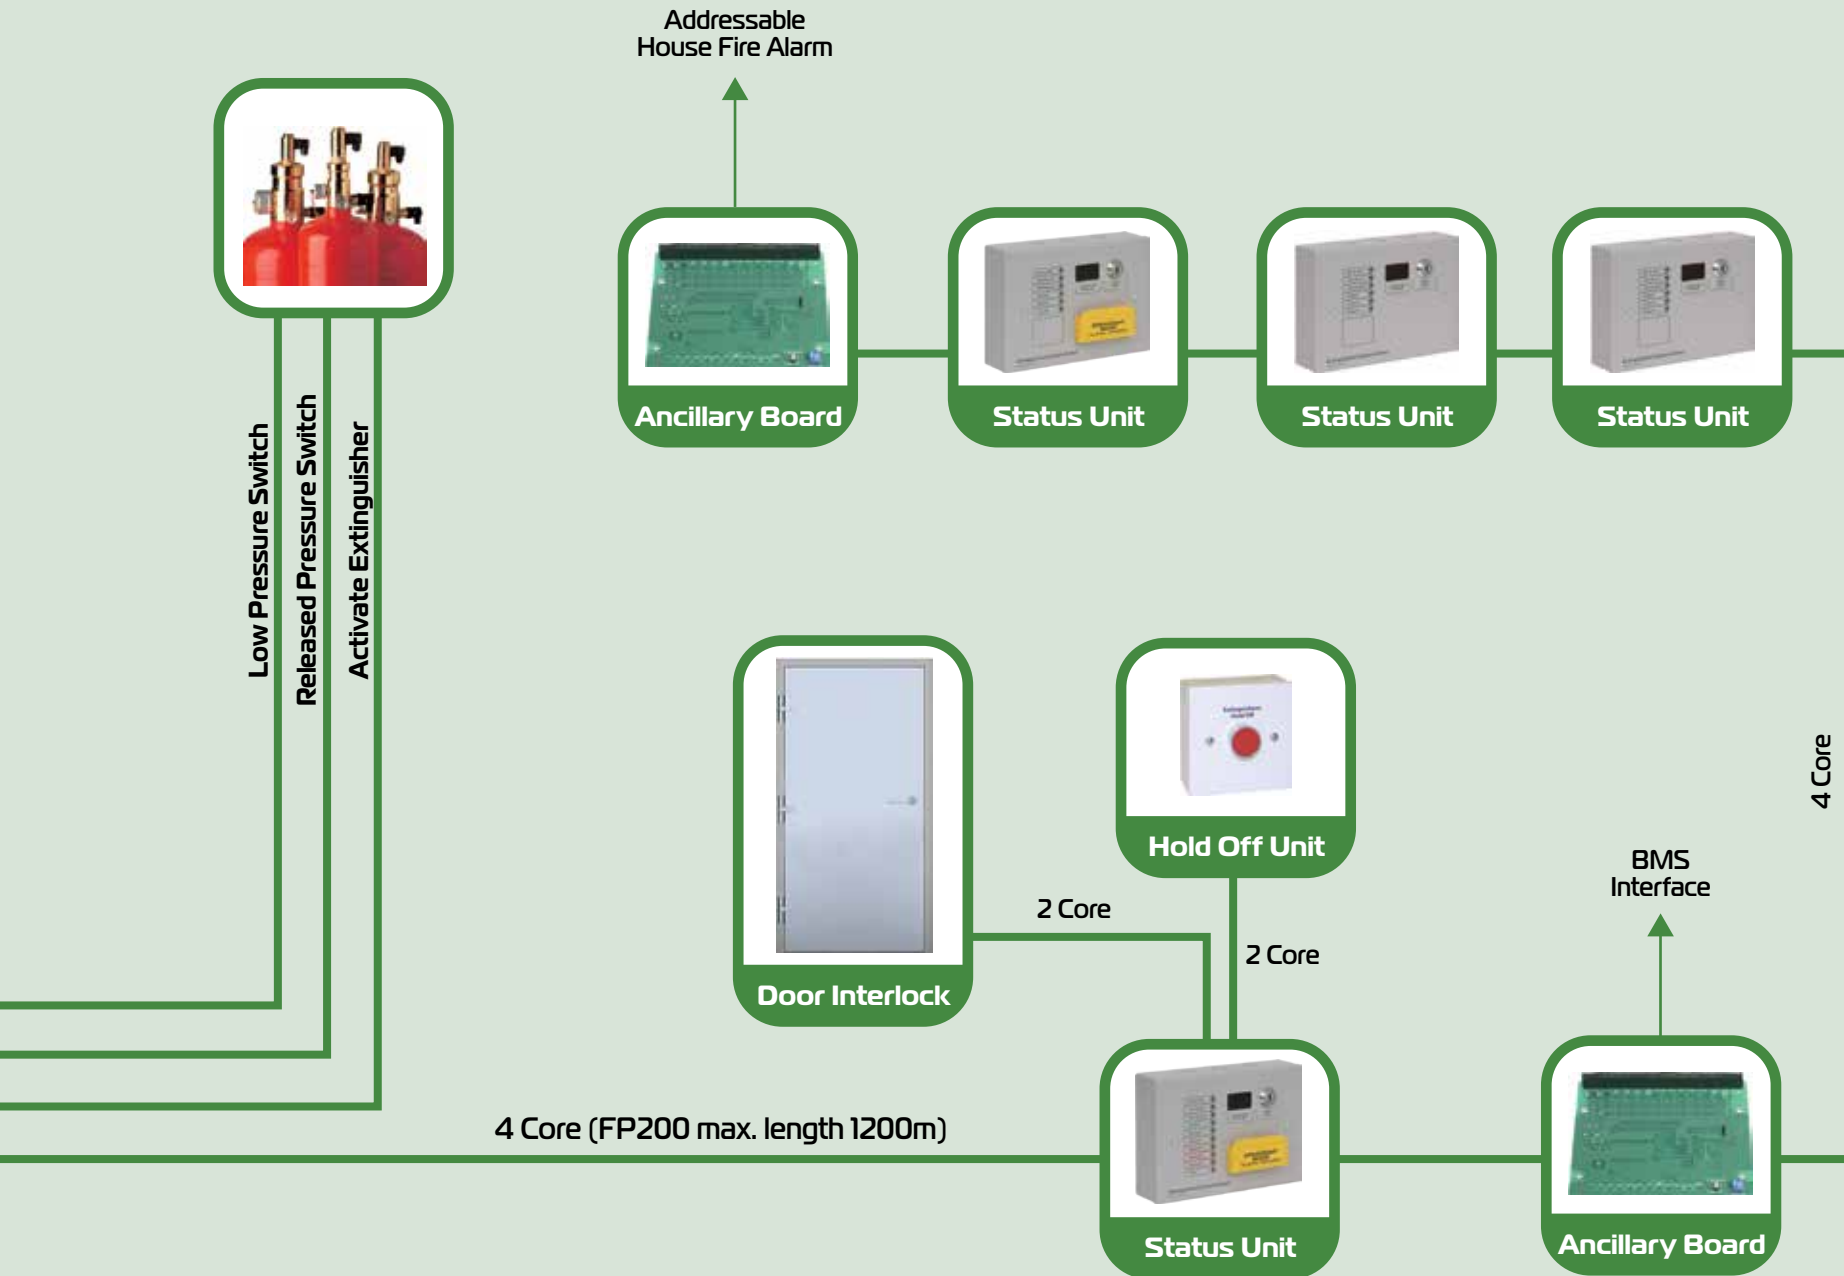 Addressable
House Fire Alarm
Ancillary Board
Status Unit
Status Unit
Status Unit
Low Pressure Switch
Released Pressure Switch
Activate Extinguisher
4 Core
Hold Off Unit
BMS
Interface
2 Core
2 Core
Door Interlock
4 Core (FP200 max. length 1200m)
Status Unit
Ancillary Board